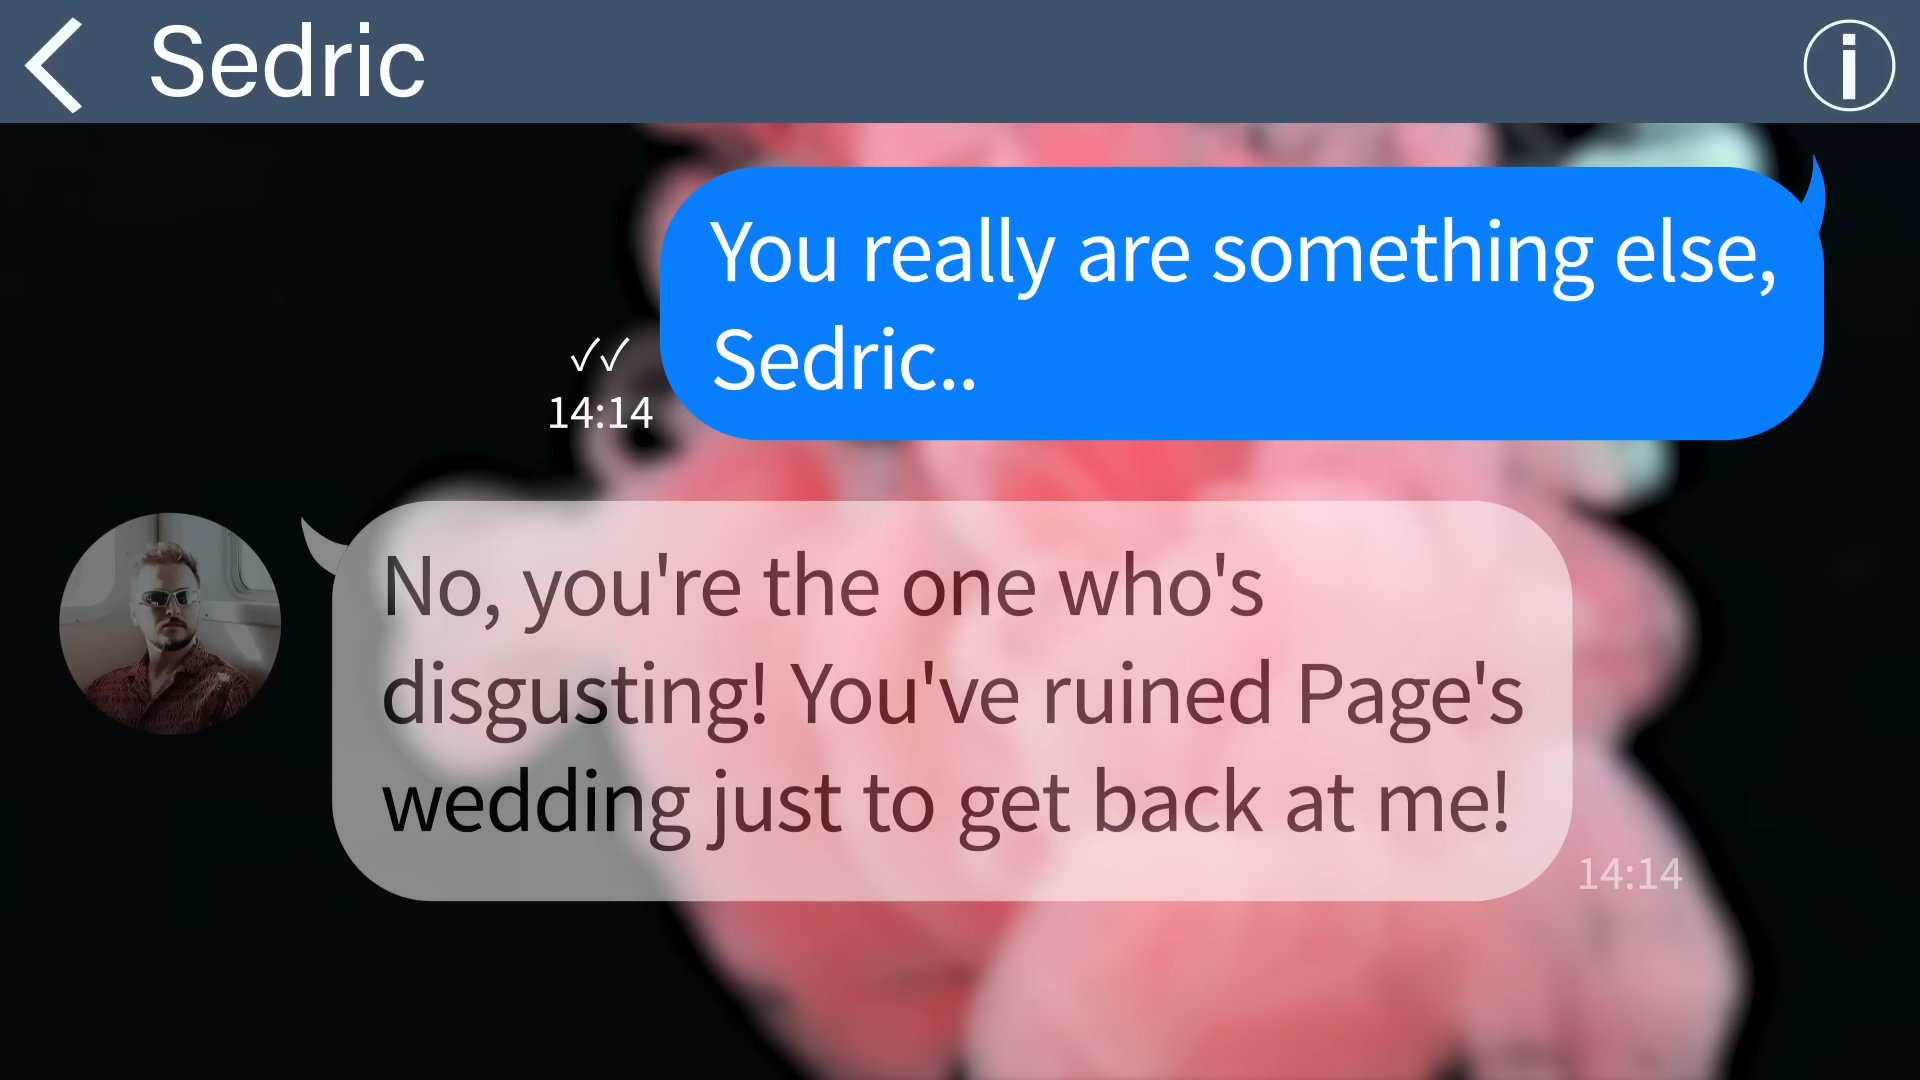 Sedric
You really are something else,
Sedric..
✓✓
14:14
No, you're the one who's
disgusting! You've ruined Page's
wedding just to get back at me!
14:14